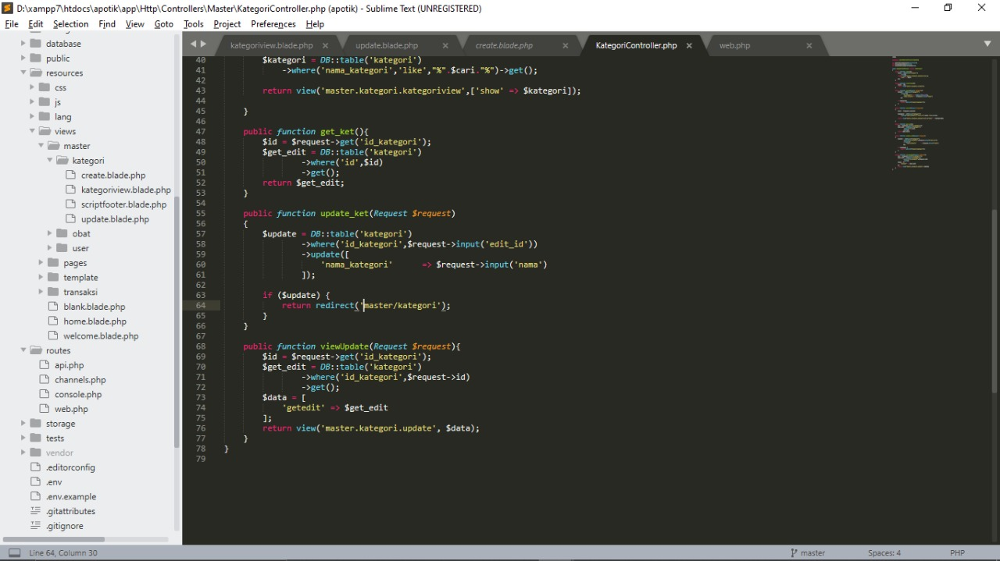 D:\xampp7\htdocs\apotik\app\Http\Controllers\Master\KategoriController.php (apotik) - Sublime Text (UNREGISTERED)
File Edit Selection Find View Goto Tools Project Preferences Help
database
public
resources
css
js
lang
views
master
kategori
create.blade.php
kategoriview.blade.php
scriptfooter.blade.php
update.blade.php
obat
user
pages
template
transaksi
blank.blade.php
home.blade.php
welcome.blade.php
routes
api.php
channels.php
console.php
web.php
storage
tests
vendor
.editorconfig
.env
.env.example
.gitattributes
.gitignore
kategoriview.blade.php update.blade.php create.blade.php KategoriController.php web.php
40 $kategori = DB::table('kategori')
41 ->where('nama_kategori','like',"%".$cari."%")->get();
42
43 return view('master.kategori.kategoriview',['show' => $kategori]);
44
45 }
46
47 public function get_ket(){
48 $id = $request->get('id_kategori');
49 $get_edit = DB::table('kategori')
50 ->where('id',$id)
51 ->get();
52 return $get_edit;
53 }
54
55 public function update_ket(Request $request)
56 {
57 $update = DB::table('kategori')
58 ->where('id_kategori',$request->input('edit_id'))
59 ->update([
60 'nama_kategori' => $request->input('nama')
61 ]);
62
63 if ($update) {
64 return redirect('master/kategori');
65 }
66 }
67
68 public function viewUpdate(Request $request){
69 $id = $request->get('id_kategori');
70 $get_edit = DB::table('kategori')
71 ->where('id_kategori',$request->id)
72 ->get();
73 $data = [
74 'getedit' => $get_edit
75 ];
76 return view('master.kategori.update', $data);
77 }
78 }
79
Line 64, Column 30 master Spaces: 4 PHP